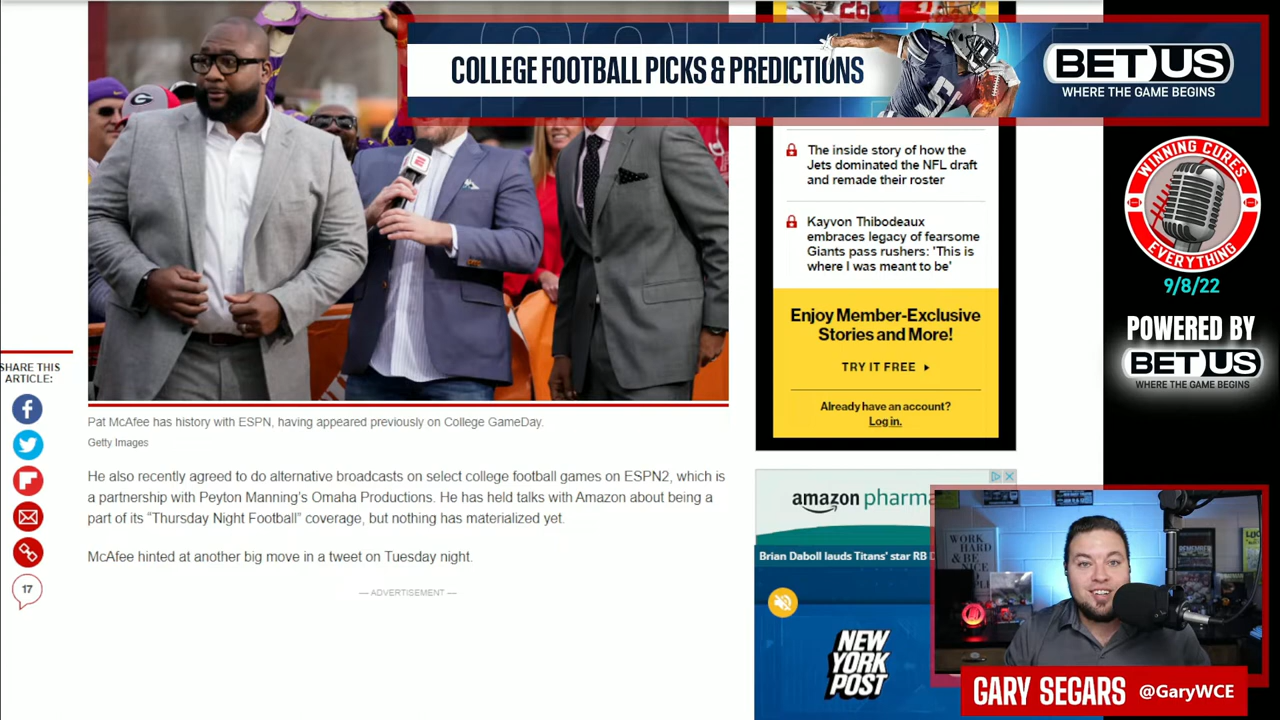 COLLEGE FOOTBALL PICKS & PREDICTIONS
BETUS
WHERE THE GAME BEGINS
The inside story of how the
Jets dominated the NFL draft
and remade their roster
Kayvon Thibodeaux
embraces legacy of fearsome
Giants pass rushers: 'This is
where I was meant to be'
Enjoy Member-Exclusive
Stories and More!
TRY IT FREE
Already have an account?
Log in.
WINNING CURES
EVERYTHING
9/8/22
POWERED BY
BETUS
WHERE THE GAME BEGINS
SHARE THIS
ARTICLE:
17
Pat McAfee has history with ESPN, having appeared previously on College GameDay.
Getty Images
He also recently agreed to do alternative broadcasts on select college football games on ESPN2, which is
a partnership with Peyton Manning's Omaha Productions. He has held talks with Amazon about being a
part of its “Thursday Night Football” coverage, but nothing has materialized yet.
McAfee hinted at another big move in a tweet on Tuesday night.
— ADVERTISEMENT —
amazon pharma
Brian Daboll lauds Titans' star RB D
NEW
YORK
POST
WORK
HARD &
BE NICE
GARY SEGARS @GaryWCE